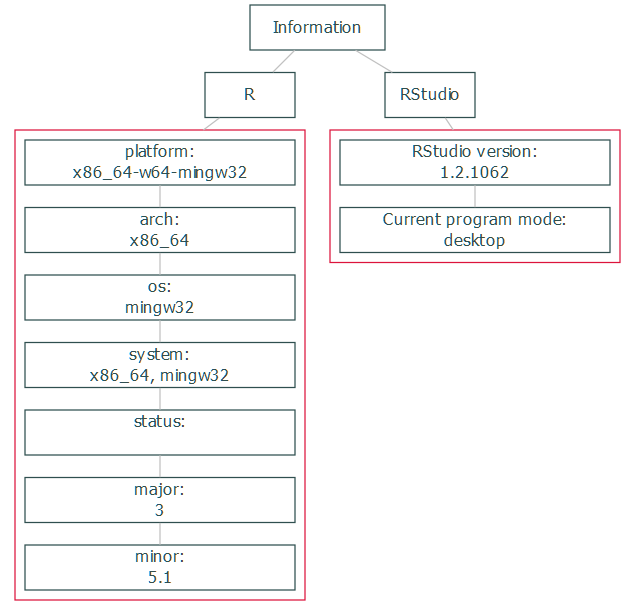 Information
R
RStudio
platform:
x86_64-w64-mingw32
arch:
x86_64
os:
mingw32
system:
x86_64, mingw32
status:
major:
3
minor:
5.1
RStudio version:
1.2.1062
Current program mode:
desktop